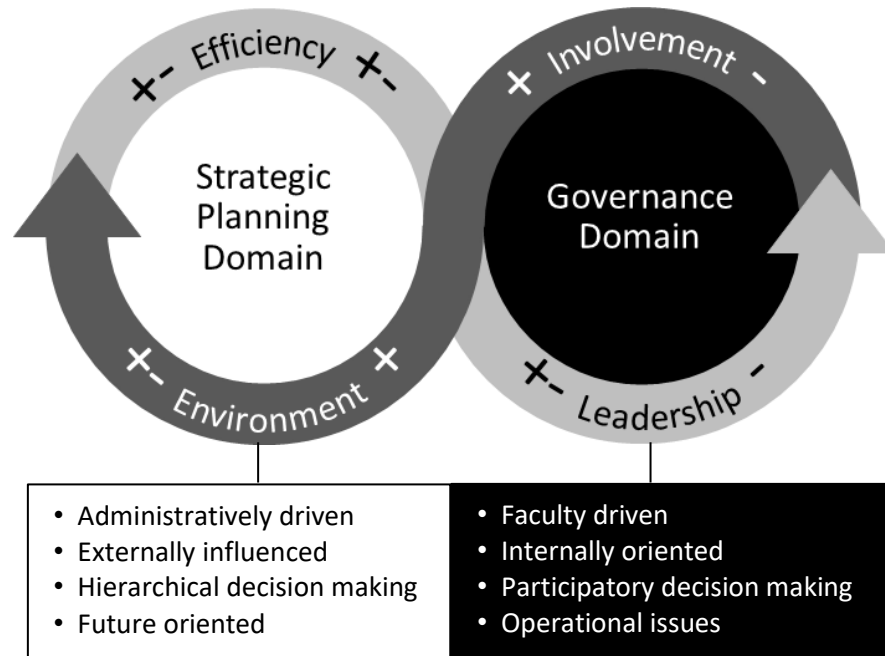 +- Efficiency +-
+ Involvement -
Strategic
Planning
Domain
Governance
Domain
+- Environment +
+- Leadership -
• Administratively driven
• Externally influenced
• Hierarchical decision making
• Future oriented
• Faculty driven
• Internally oriented
• Participatory decision making
• Operational issues